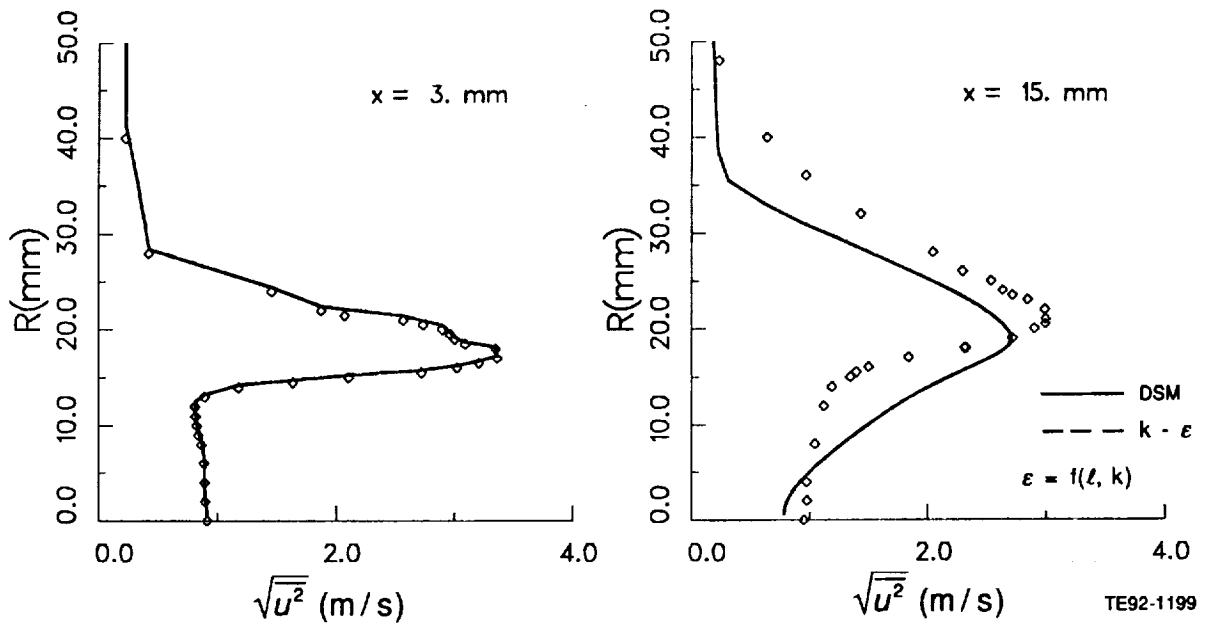 50.0
40.0
30.0
20.0
10.0
0.0
R(mm)
x = 3. mm
0.0 2.0 4.0
√u² (m/s)
50.0
40.0
30.0
20.0
10.0
0.0
R(mm)
x = 15. mm
DSM
k - ε
ε = f(ℓ, k)
0.0 2.0 4.0
√u² (m/s)
TE92-1199